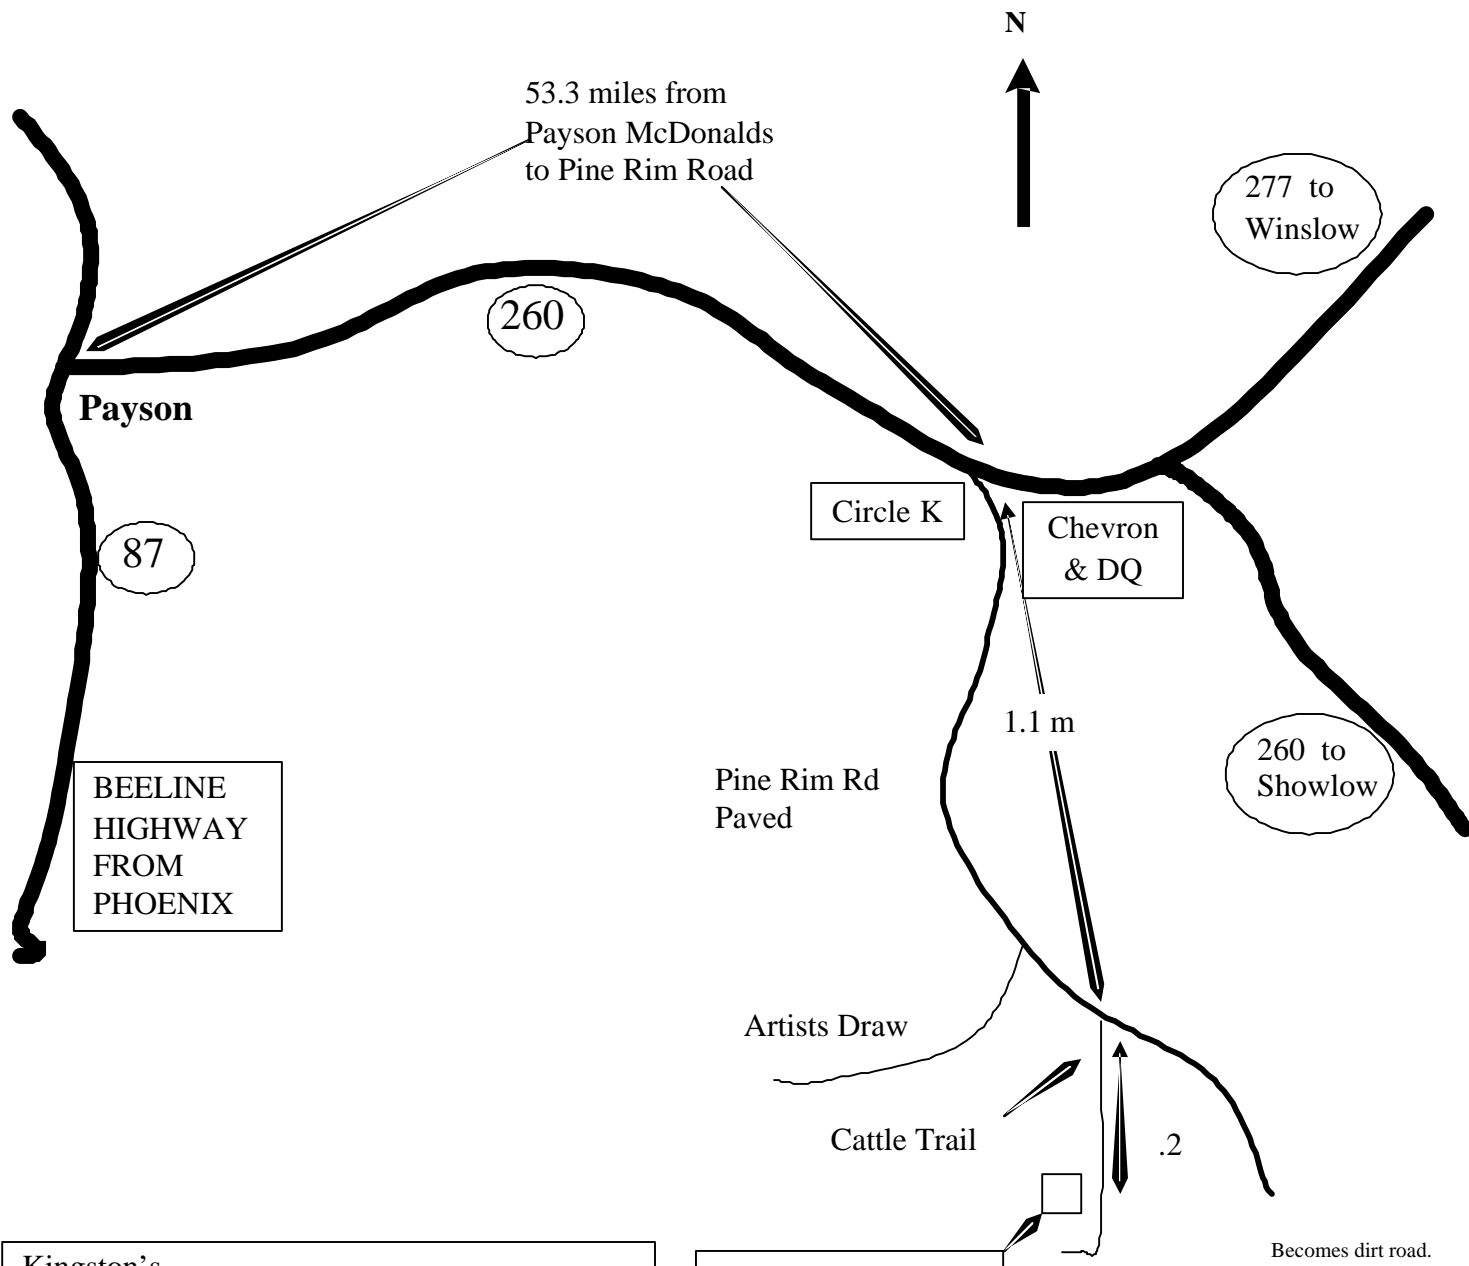 N
53.3 miles from
Payson McDonalds
to Pine Rim Road
277 to
Winslow
260
Payson
Circle K
Chevron
& DQ
87
1.1 m
260 to
Showlow
Pine Rim Rd
Paved
BEELINE
HIGHWAY
FROM
PHOENIX
Artists Draw
Cattle Trail
.2
Becomes dirt road.
Kingston's